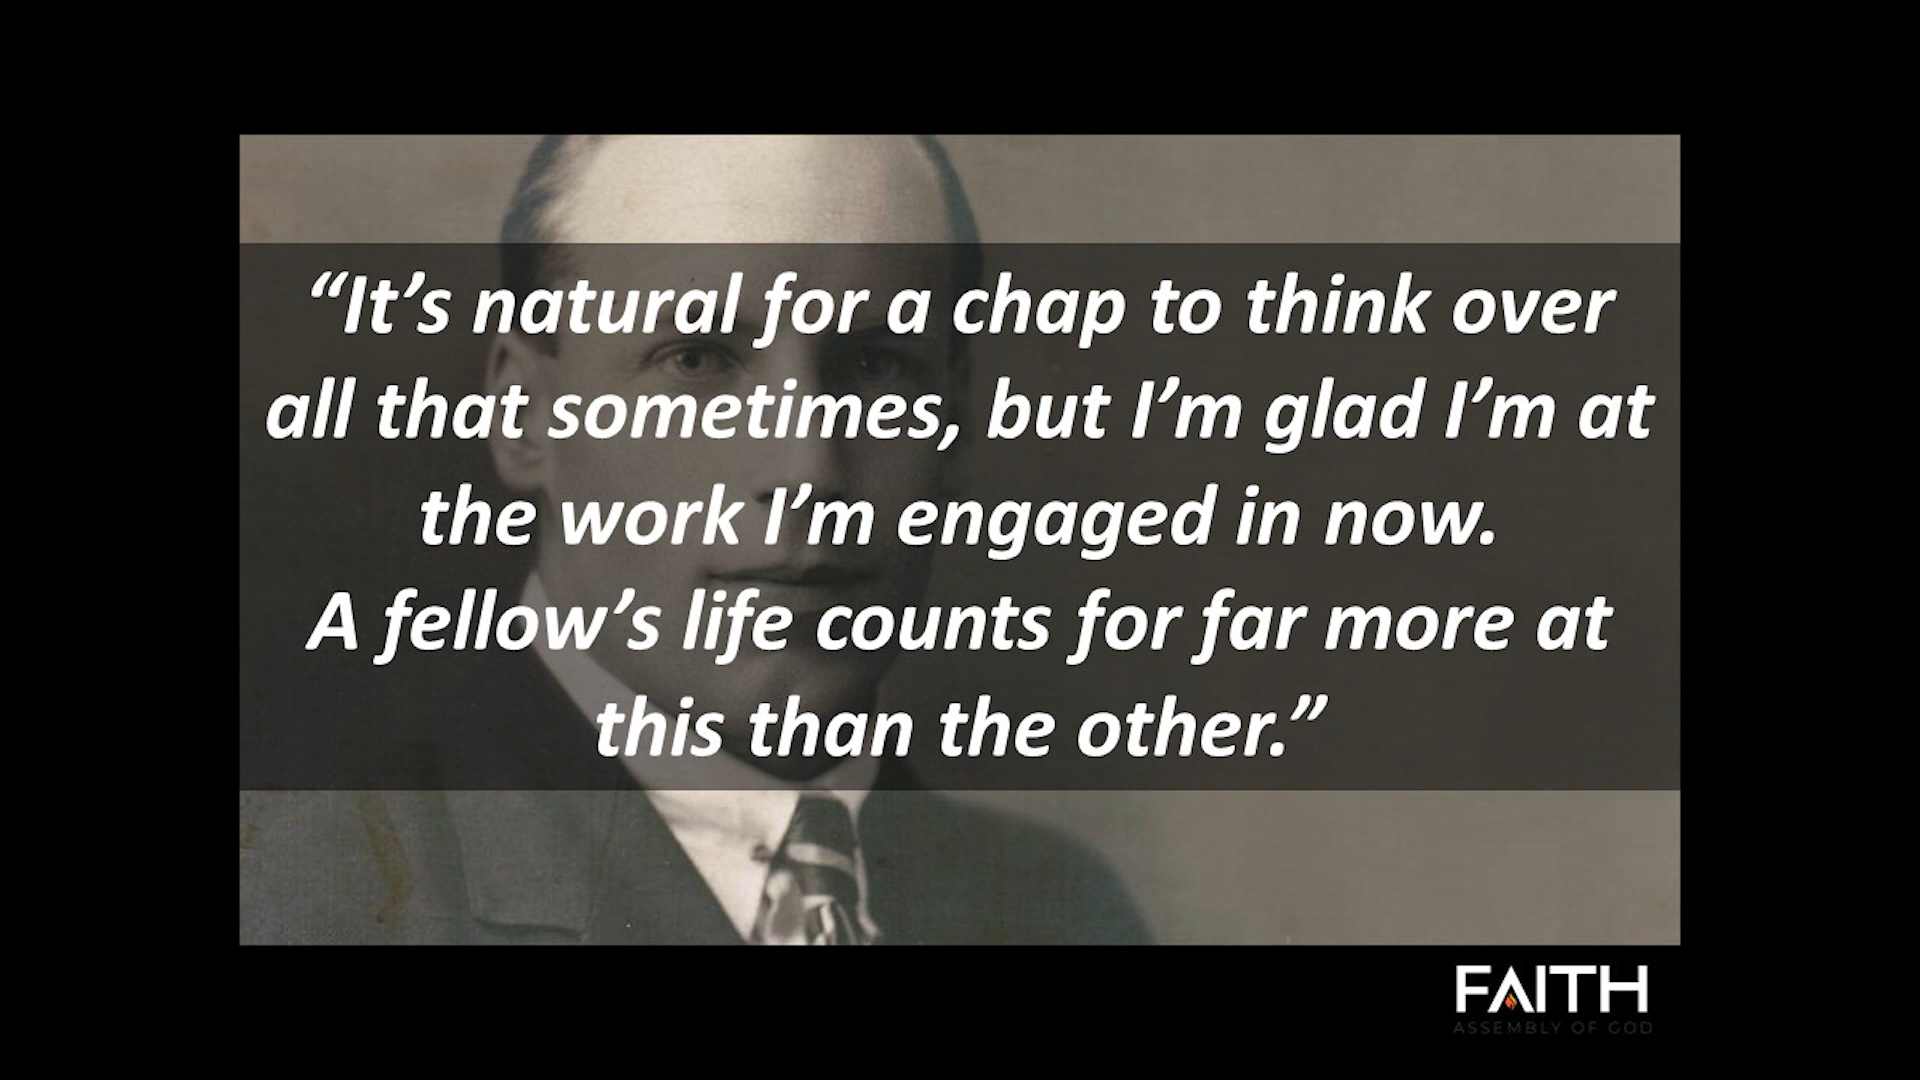 “It’s natural for a chap to think over
all that sometimes, but I’m glad I’m at
the work I’m engaged in now.
A fellow’s life counts for far more at
this than the other.”
FAITH
ASSEMBLY OF GOD